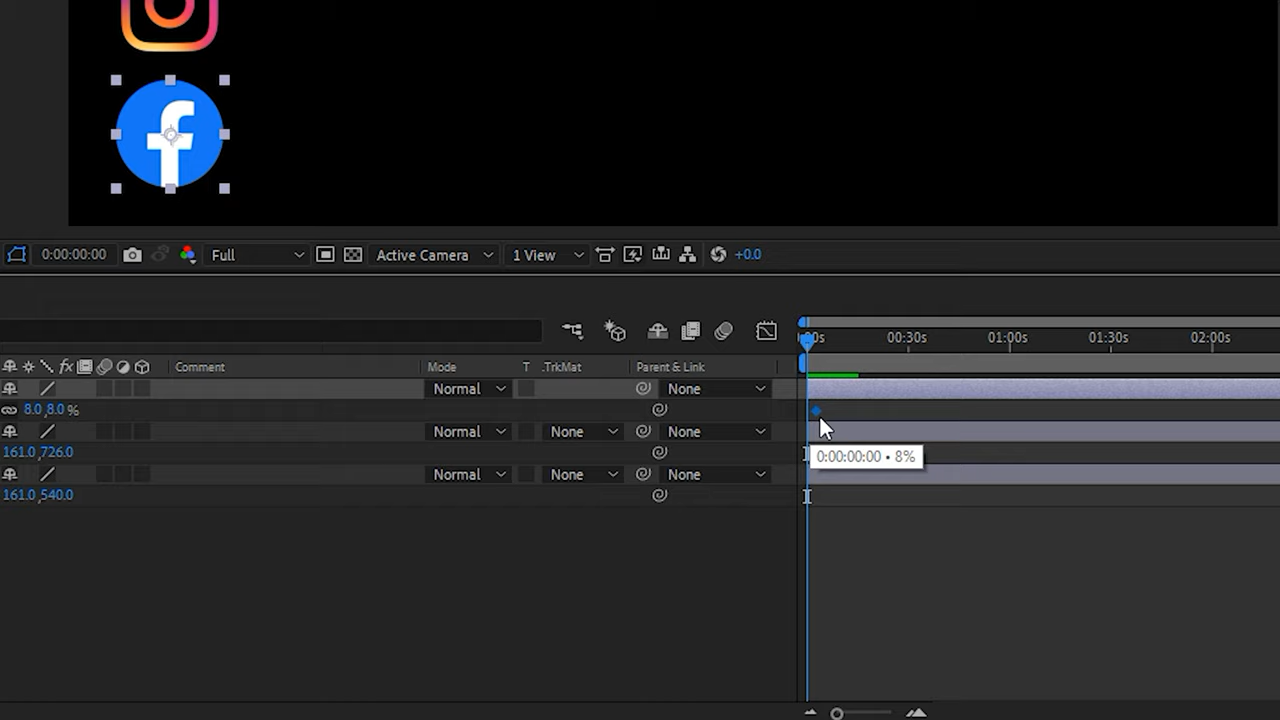 0:00:00:00 Full Active Camera 1 View +0.0
00s 00:30s 01:00s 01:30s 02:00s
fx Comment Mode T .TrkMat Parent & Link
Normal None
8.0,8.0 %
Normal None None
161.0,726.0 0:00:00:00 • 8%
Normal None None
161.0,540.0